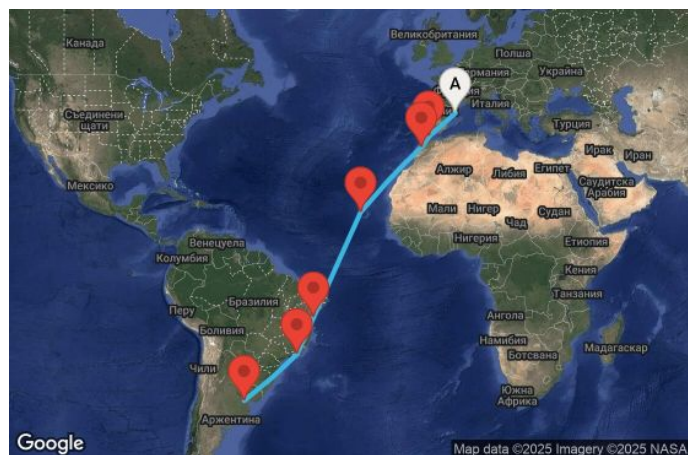 Канада
Великобритания
Полша
Германия
Украйна
A
Италия
Съединени
щати
Турция
Ирак
Иран
Алжир
Либия
Египет
Саудитска
Арабия
Мексико
Мали
Нигер
Чад
Судан
Венецуела
Нигерия
Етиопия
Колумбия
Кения
Перу
Бразилия
Танзания
Боливия
Ангола
Намибия
Мадагаскар
Ботсвана
Чили
Южна
Африка
Аржентина
Google
Map data ©2025 Imagery ©2025 NASA